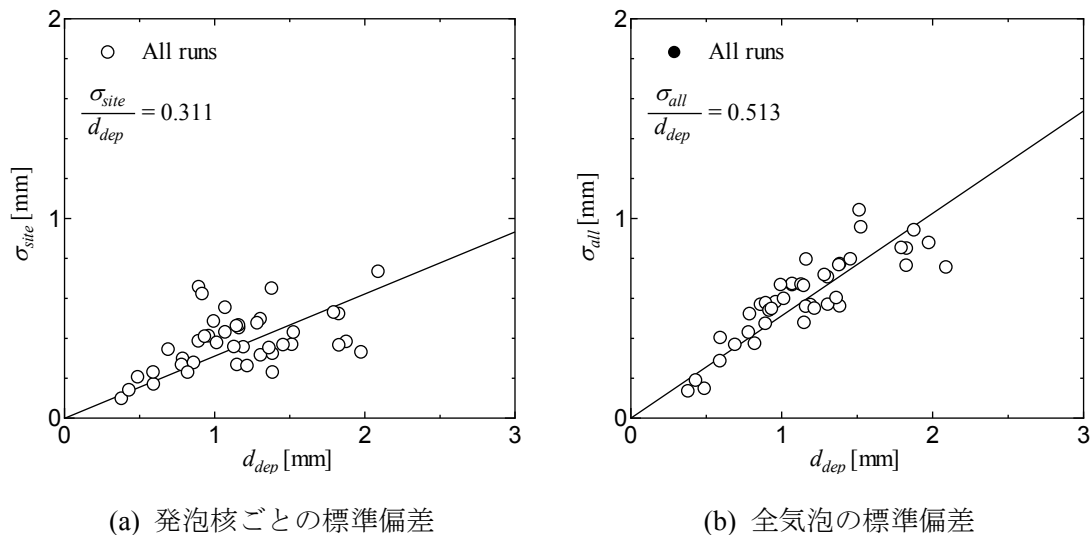 2
All runs
σsite
ddep
= 0.311
1
σsite [mm]
0
0
1
2
3
ddep [mm]
(a) 発泡核ごとの標準偏差
2
All runs
σall
ddep
= 0.513
1
σall [mm]
0
0
1
2
3
ddep [mm]
(b) 全気泡の標準偏差